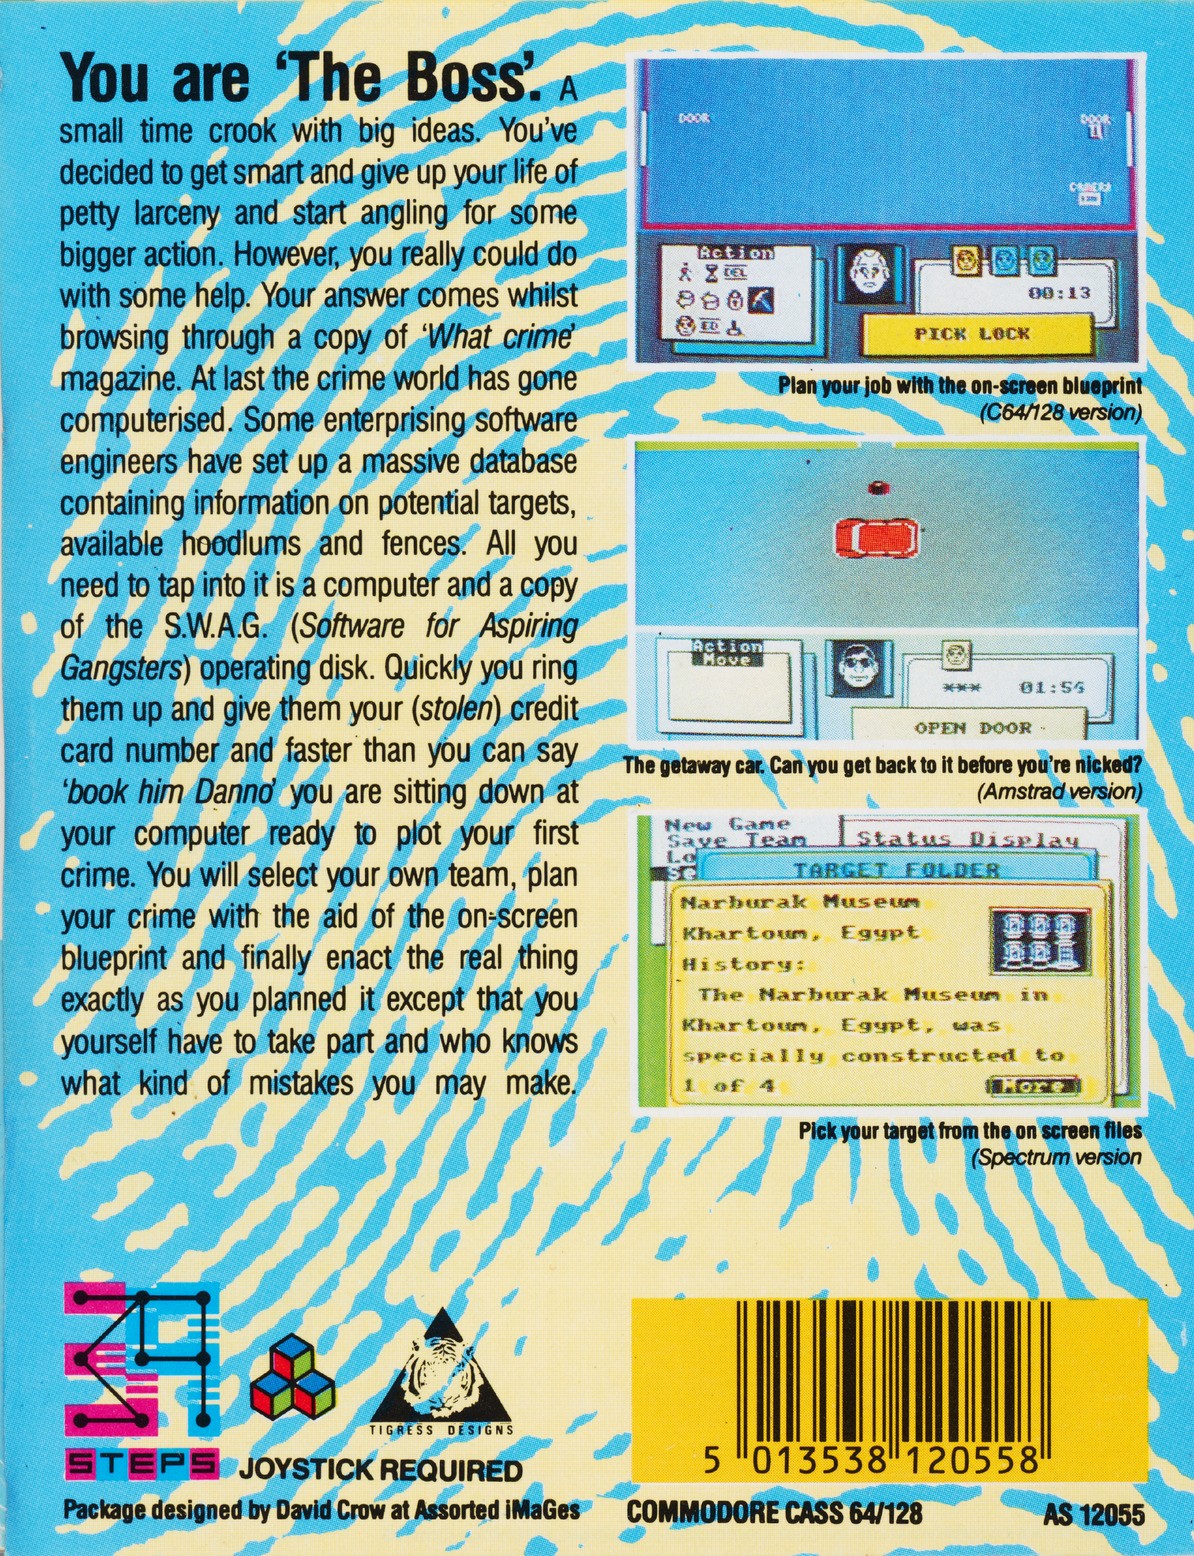 You are ‘The Boss’. A
small time crook with big ideas. You’ve
decided to get smart and give up your life of
petty larceny and start angling for some
bigger action. However, you really could do
with some help. Your answer comes whilst
browsing through a copy of ‘What crime’
magazine. At last the crime world has gone
computerised. Some enterprising software
engineers have set up a massive database
containing information on potential targets,
available hoodlums and fences. All you
need to tap into it is a computer and a copy
of the S.W.A.G. (Software for Aspiring
Gangsters) operating disk. Quickly you ring
them up and give them your (stolen) credit
card number and faster than you can say
‘book him Danno’ you are sitting down at
your computer ready to plot your first
crime. You will select your own team, plan
your crime with the aid of the on-screen
blueprint and finally enact the real thing
exactly as you planned it except that you
yourself have to take part and who knows
what kind of mistakes you may make.
DOOR
DOOR
CAMERA
Action
DEL
ED
00:13
PICK LOCK
Plan your job with the on-screen blueprint
(C64/128 version)
Action
Move
*** 01:54
OPEN DOOR
The getaway car. Can you get back to it before you’re nicked?
(Amstrad version)
New Game
Save Team
Lo
Se
Status Display
TARGET FOLDER
Narburak Museum
Khartoum, Egypt
History:
The Narburak Museum in
Khartoum, Egypt, was
specially constructed to
1 of 4
More
Pick your target from the on screen files
(Spectrum version
39
STEPS
TIGRESS DESIGNS
JOYSTICK REQUIRED
Package designed by David Crow at Assorted iMaGes
5 013538 120558
COMMODORE CASS 64/128
AS 12055